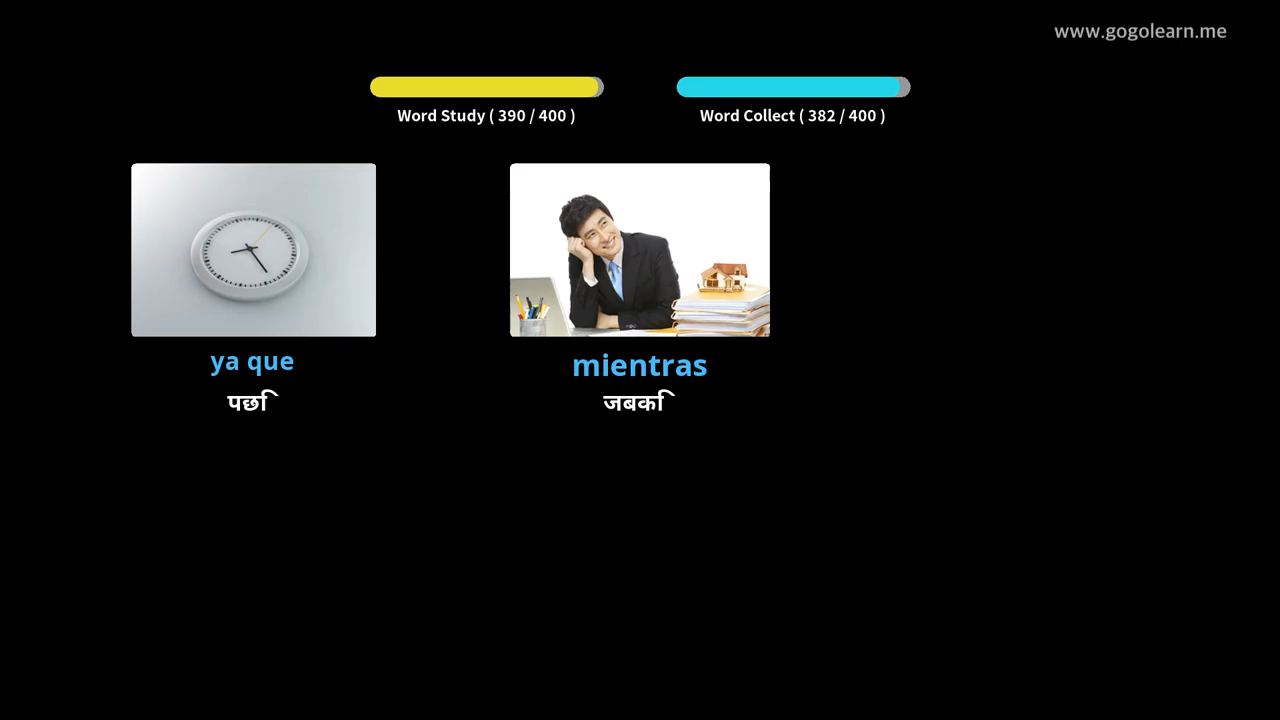 www.gogolearn.me
Word Study ( 390 / 400 )
Word Collect ( 382 / 400 )
ya que
mientras
पछि
जबकि